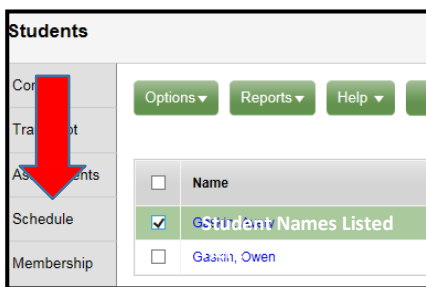 Students
Options Reports Help
Name
Schedule
Student Names Listed
Membership
Gaskin, Owen